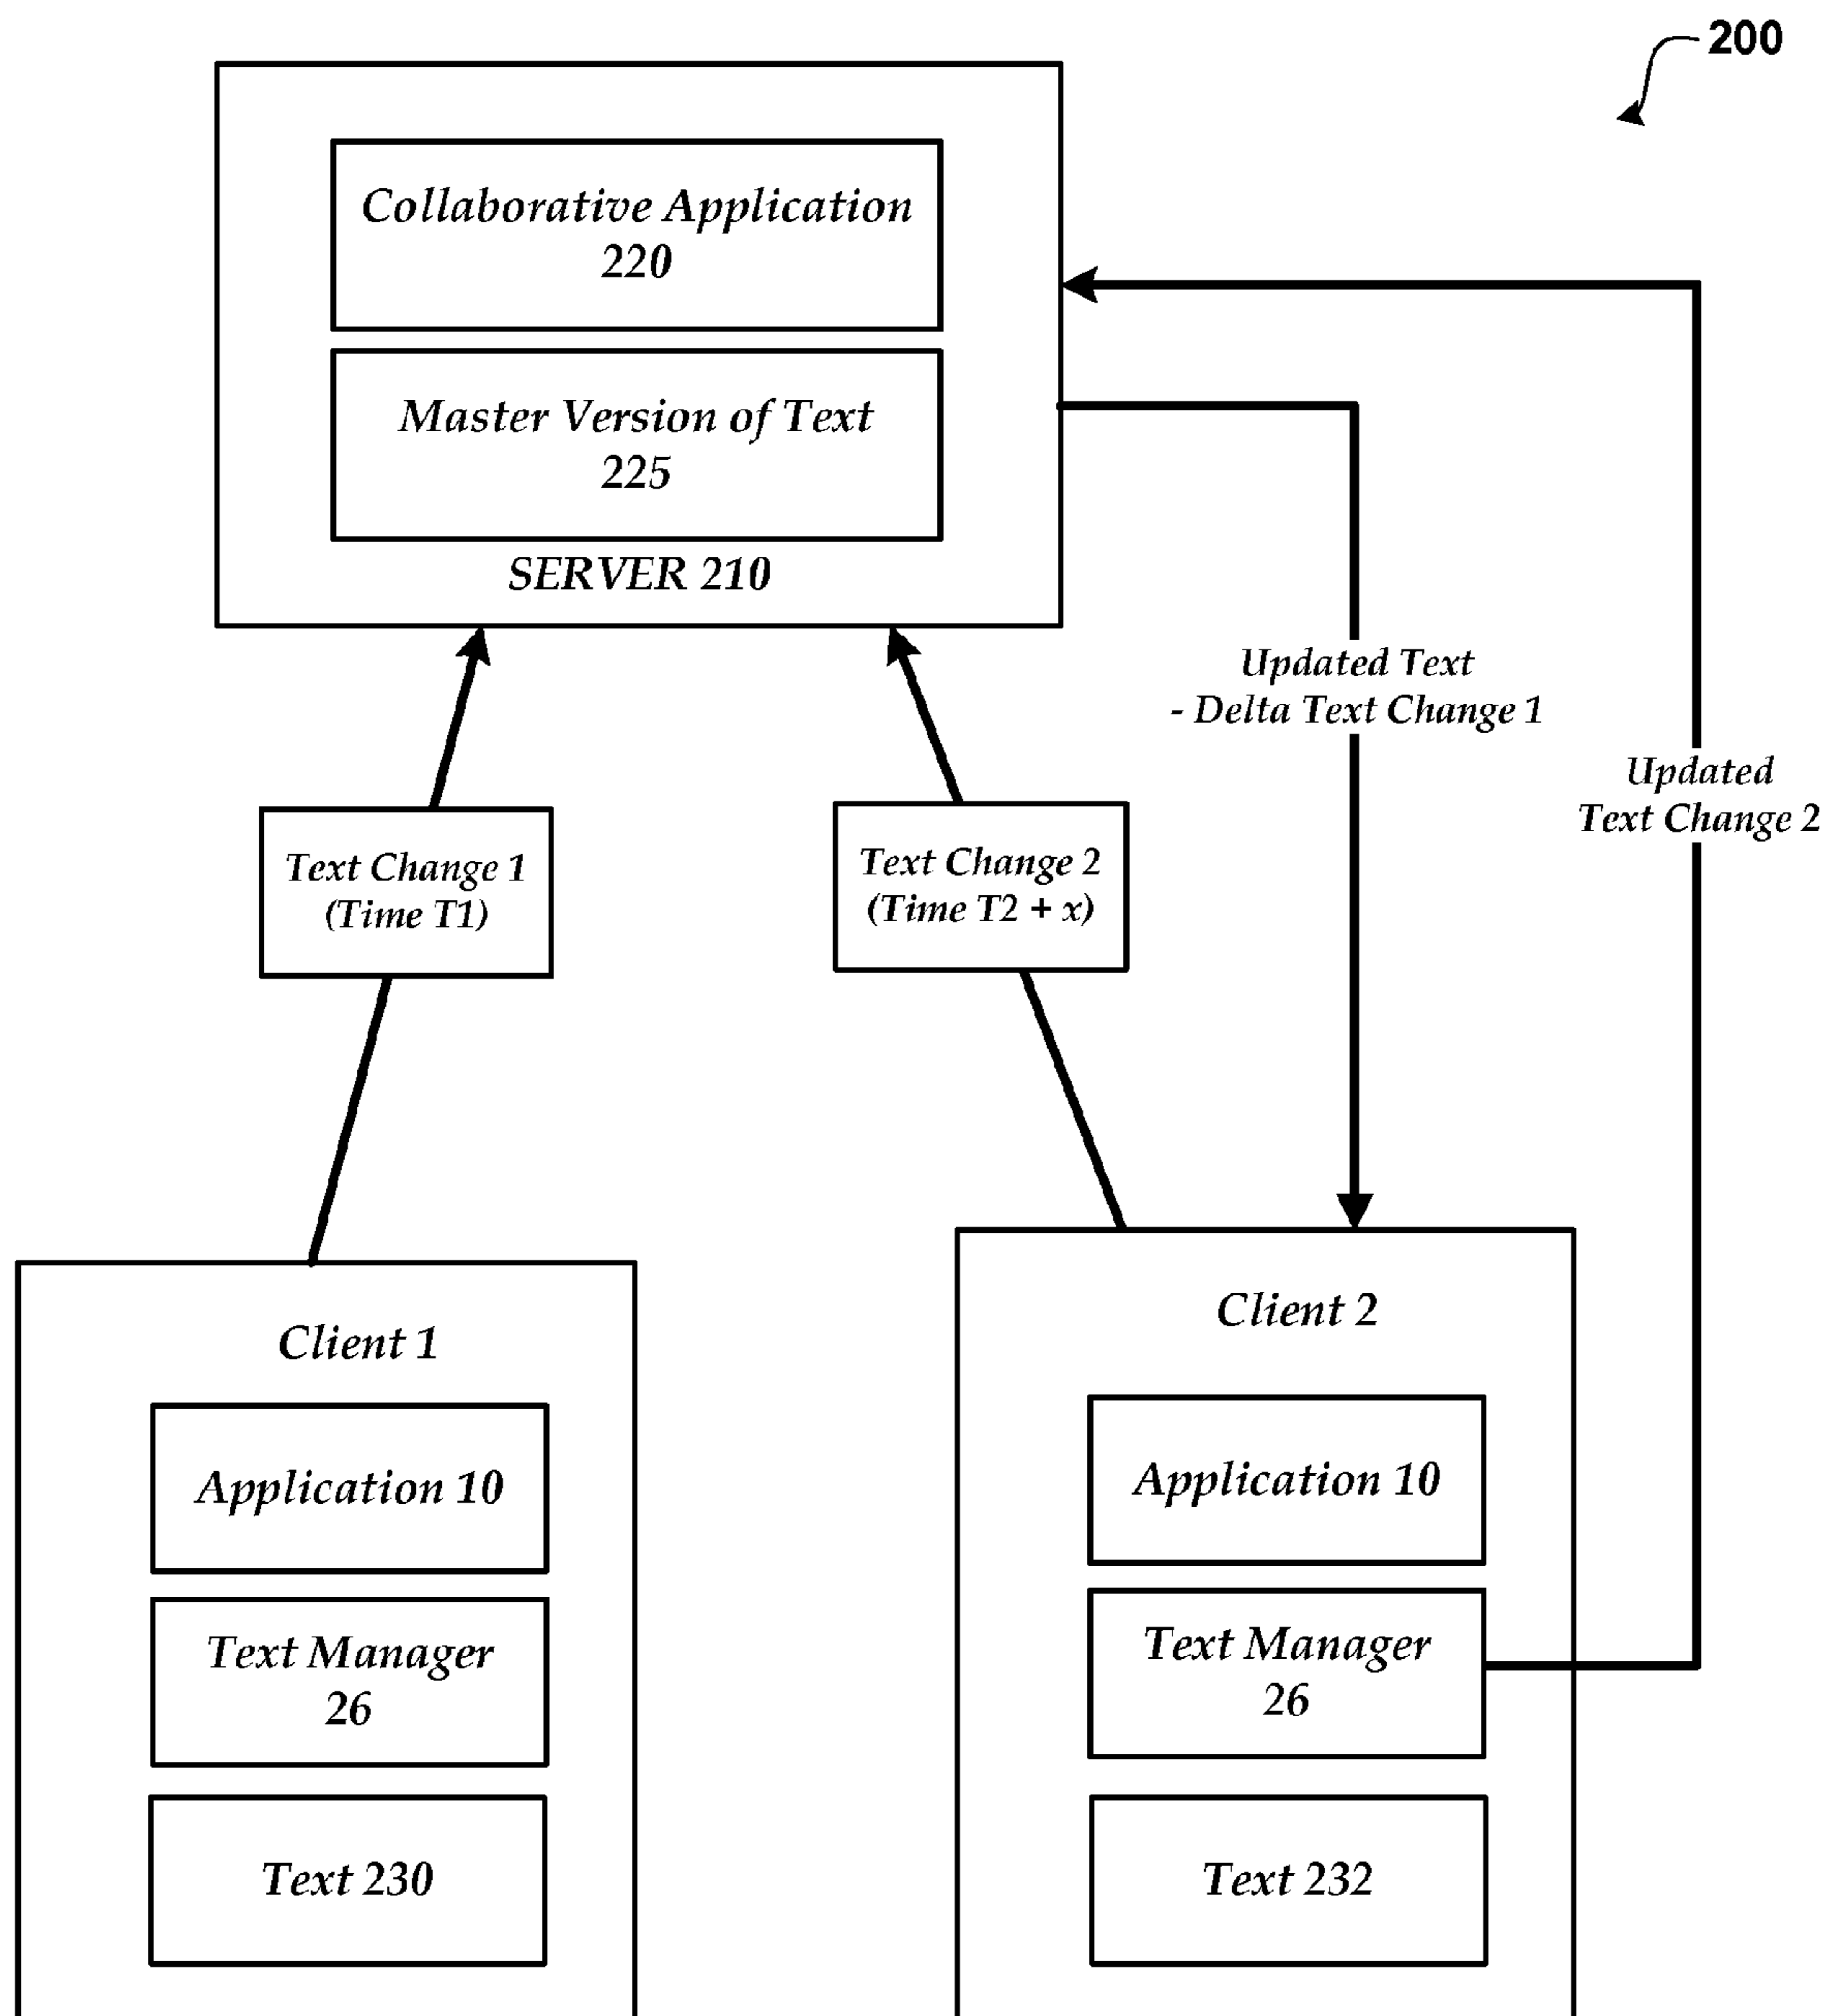 200
Collaborative Application
220
Master Version of Text
225
SERVER 210
Updated Text
- Delta Text Change 1
Updated
Text Change 2
Text Change 1
(Time T1)
Text Change 2
(Time T2 + x)
Client 1
Application 10
Text Manager
26
Text 230
Client 2
Application 10
Text Manager
26
Text 232